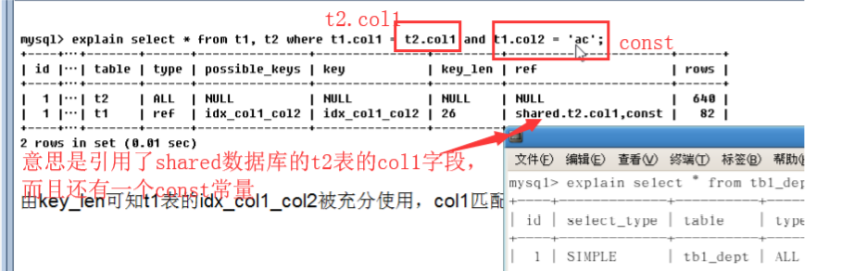 t2.col1
mysql> explain select * from t1, t2 where t1.col1 = t2.col1 and t1.col2 = 'ac';
const
| id |···| table | type | possible_keys | key | key_len | ref | rows |
| 1 |···| t2 | ALL | NULL | NULL | NULL | NULL | 640 |
| 1 |···| t1 | ref | idx_col1_col2 | idx_col1_col2 | 26 | shared.t2.col1,const | 82 |
2 rows in set (0.01 sec)
意思是引用了shared数据库的t2表的col1字段，
而且还有一个const常量
由key_len可知t1表的idx_col1_col2被充分使用，col1匹配
文件(F) 编辑(E) 查看(V) 终端(T) 标签(B) 帮助(
mysql> explain select * from tbl_dep
| id | select_type | table | type
| 1 | SIMPLE | tbl_dept | ALL